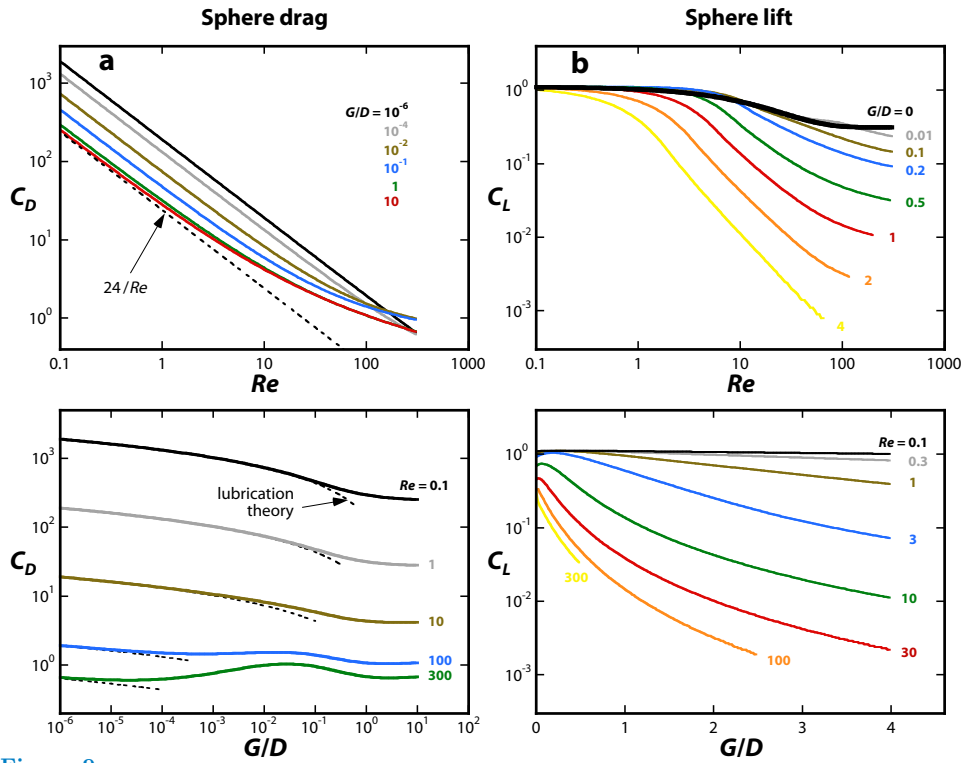 Sphere drag
Sphere lift
a
10³
10²
10¹
10⁰
C_D
G/D = 10⁻⁶
10⁻⁴
10⁻²
10⁻¹
1
10
24/Re
0.1 1 10 100 1000
Re
b
10⁰
10⁻¹
10⁻²
10⁻³
C_L
G/D = 0
0.01
0.1
0.2
0.5
1
2
4
0.1 1 10 100 1000
Re
10³
10²
10¹
10⁰
C_D
Re = 0.1
lubrication
theory
1
10
100
300
10⁻⁶ 10⁻⁵ 10⁻⁴ 10⁻³ 10⁻² 10⁻¹ 10⁰ 10¹ 10²
G/D
10⁰
10⁻¹
10⁻²
10⁻³
C_L
Re = 0.1
0.3
1
3
10
30
100
300
0 1 2 3 4
G/D